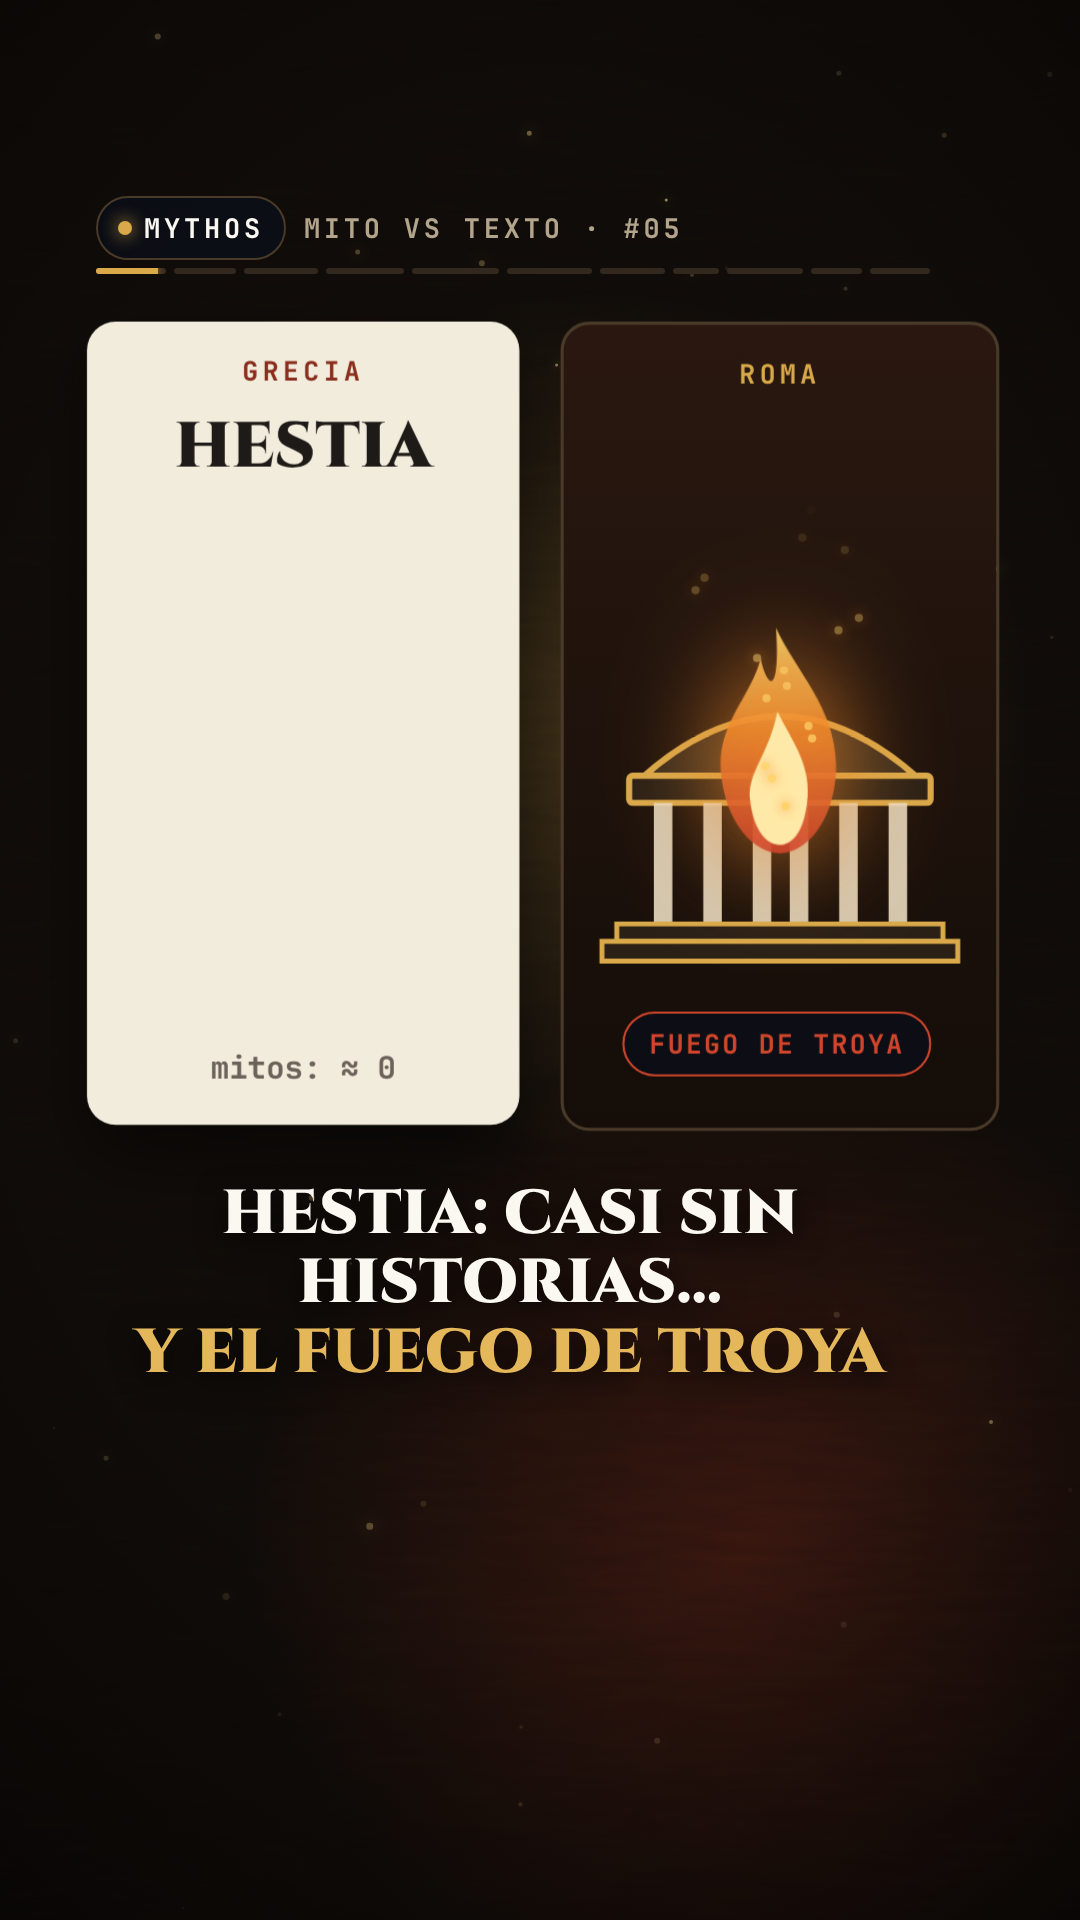 MYTHOS MITO VS TEXTO · #05
GRECIA
HESTIA
mitos: ≈ 0
ROMA
FUEGO DE TROYA
HESTIA: CASI SIN
HISTORIAS...
Y EL FUEGO DE TROYA